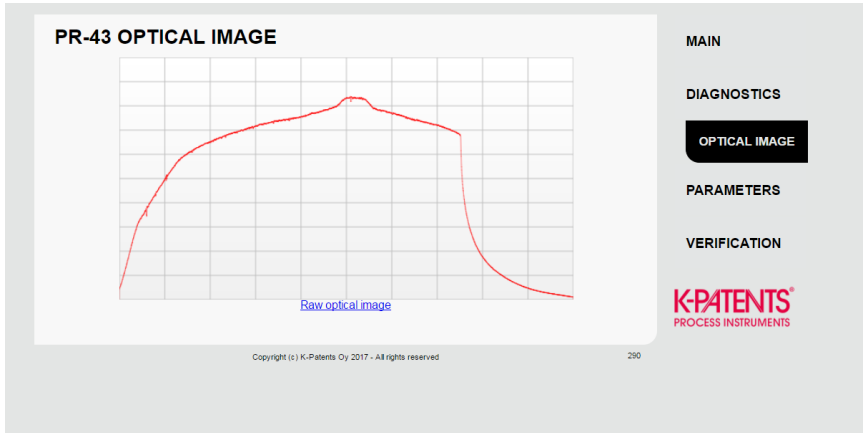 PR-43 OPTICAL IMAGE
Raw optical image
Copyright (c) K-Patents Oy 2017 - All rights reserved
290
MAIN
DIAGNOSTICS
OPTICAL IMAGE
PARAMETERS
VERIFICATION
K-PATENTS®
PROCESS INSTRUMENTS